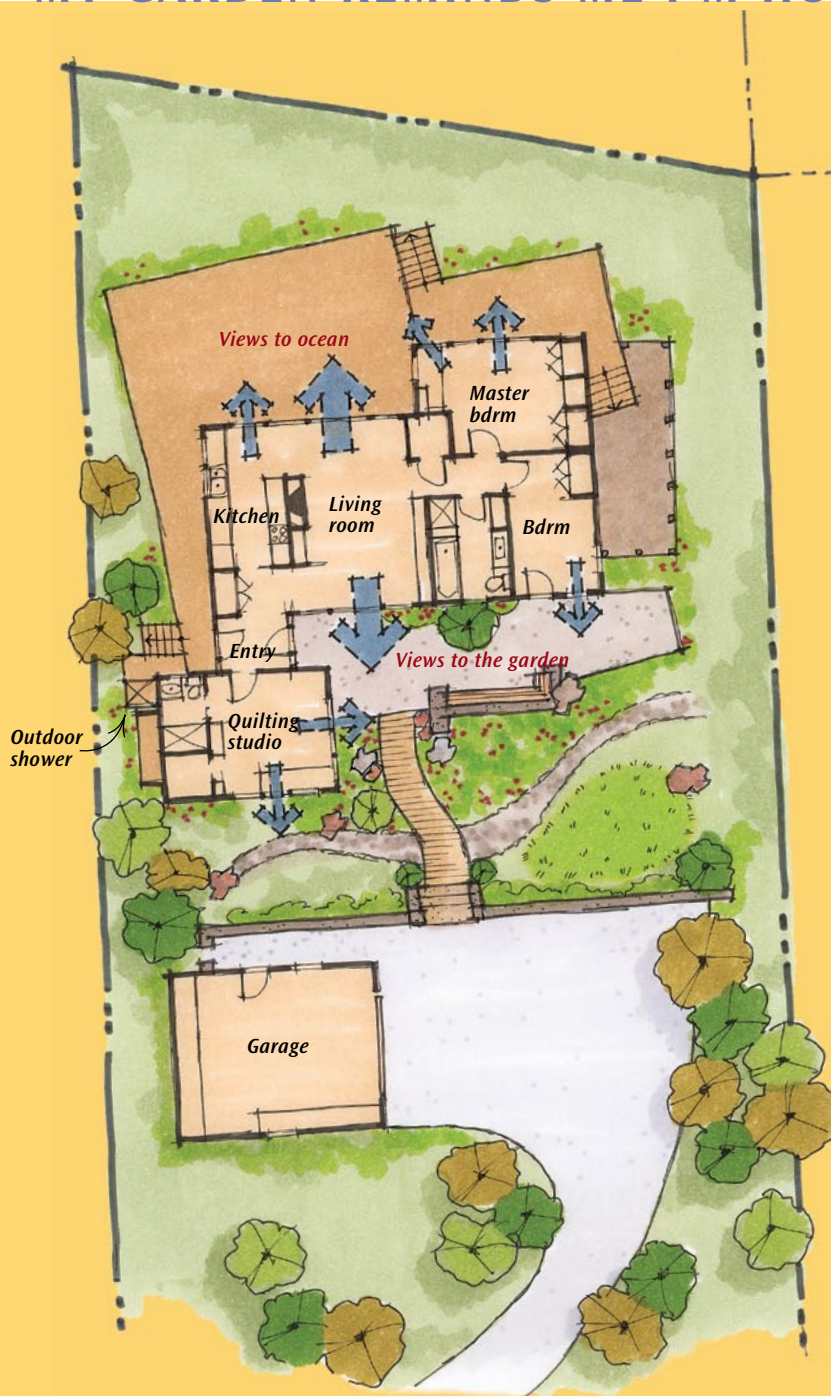 Views to ocean
Master
bdrm
Kitchen
Living
room
Bdrm
Entry
Views to the garden
Quilting
studio
Outdoor
shower
Garage